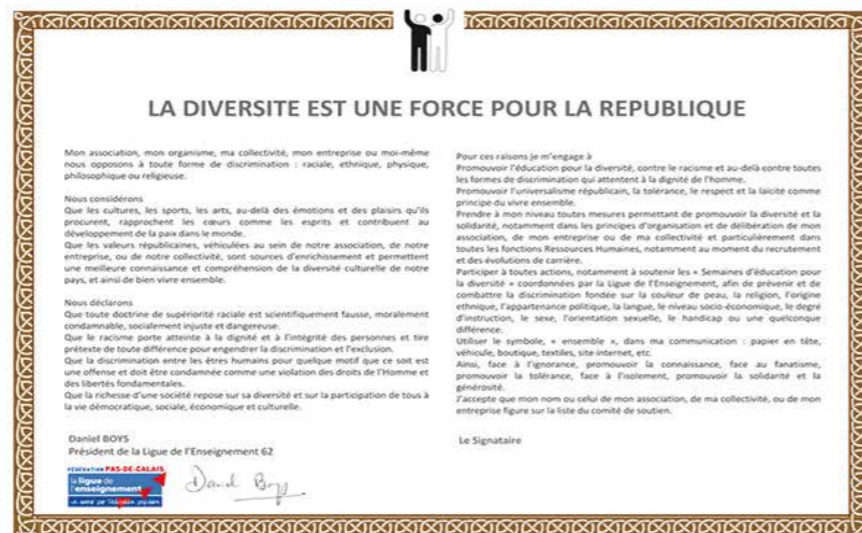 LA DIVERSITE EST UNE FORCE POUR LA REPUBLIQUE
Mon association, mon organisme, ma collectivité, mon entreprise ou moi-même
nous opposons à toute forme de discrimination : raciale, ethnique, physique,
philosophique ou religieuse.
Nous considérons
Que les cultures, les sports, les arts, au-delà des émotions et des plaisirs qu'ils
procurent, rapprochent les cœurs comme les esprits et contribuent au
développement de la paix dans le monde.
Que les valeurs républicaines, véhiculées au sein de notre association, de notre
entreprise, ou de notre collectivité, sont sources d'enrichissement et permettent
une meilleure connaissance et compréhension de la diversité culturelle de notre
pays, et ainsi de bien vivre ensemble.
Nous déclarons
Que toute doctrine de supériorité raciale est scientifiquement fausse, moralement
condamnable, socialement injuste et dangereuse.
Que le racisme porte atteinte à la dignité et à l'intégrité des personnes et tire
prétexte de toute différence pour engendrer la discrimination et l'exclusion.
Que la discrimination entre les êtres humains pour quelque motif que ce soit est
une offense et doit être condamnée comme une violation des droits de l'Homme et
des libertés fondamentales.
Que la richesse d'une société repose sur sa diversité et sur la participation de tous à
la vie démocratique, sociale, économique et culturelle.
Daniel BOYS
Président de la Ligue de l'Enseignement 62
FÉDÉRATION PAS-DE-CALAIS
la ligue de
l'enseignement
un avenir par l'éducation populaire
Daniel Boys
Pour ces raisons je m'engage à
Promouvoir l'éducation pour la diversité, contre le racisme et au-delà contre toutes
les formes de discrimination qui attentent à la dignité de l'homme.
Promouvoir l'universalisme républicain, la tolérance, le respect et la laïcité comme
principe du vivre ensemble.
Prendre à mon niveau toutes mesures permettant de promouvoir la diversité et la
solidarité, notamment dans les principes d'organisation et de délibération de mon
association, de mon entreprise ou de ma collectivité et particulièrement dans
toutes les fonctions Ressources Humaines, notamment au moment du recrutement
et des évolutions de carrière.
Participer à toutes actions, notamment à soutenir les « Semaines d'éducation pour
la diversité » coordonnées par la Ligue de l'Enseignement, afin de prévenir et de
combattre la discrimination fondée sur la couleur de peau, la religion, l'origine
ethnique, l'appartenance politique, la langue, le niveau socio-économique, le degré
d'instruction, le sexe, l'orientation sexuelle, le handicap ou une quelconque
différence.
Utiliser le symbole, « ensemble », dans ma communication : papier en tête,
véhicule, boutique, textiles, site internet, etc.
Ainsi, face à l'ignorance, promouvoir la connaissance, face au fanatisme,
promouvoir la tolérance, face à l'isolement, promouvoir la solidarité et la
générosité.
J'accepte que mon nom ou celui de mon association, de ma collectivité, ou de mon
entreprise figure sur la liste du comité de soutien.
Le Signataire